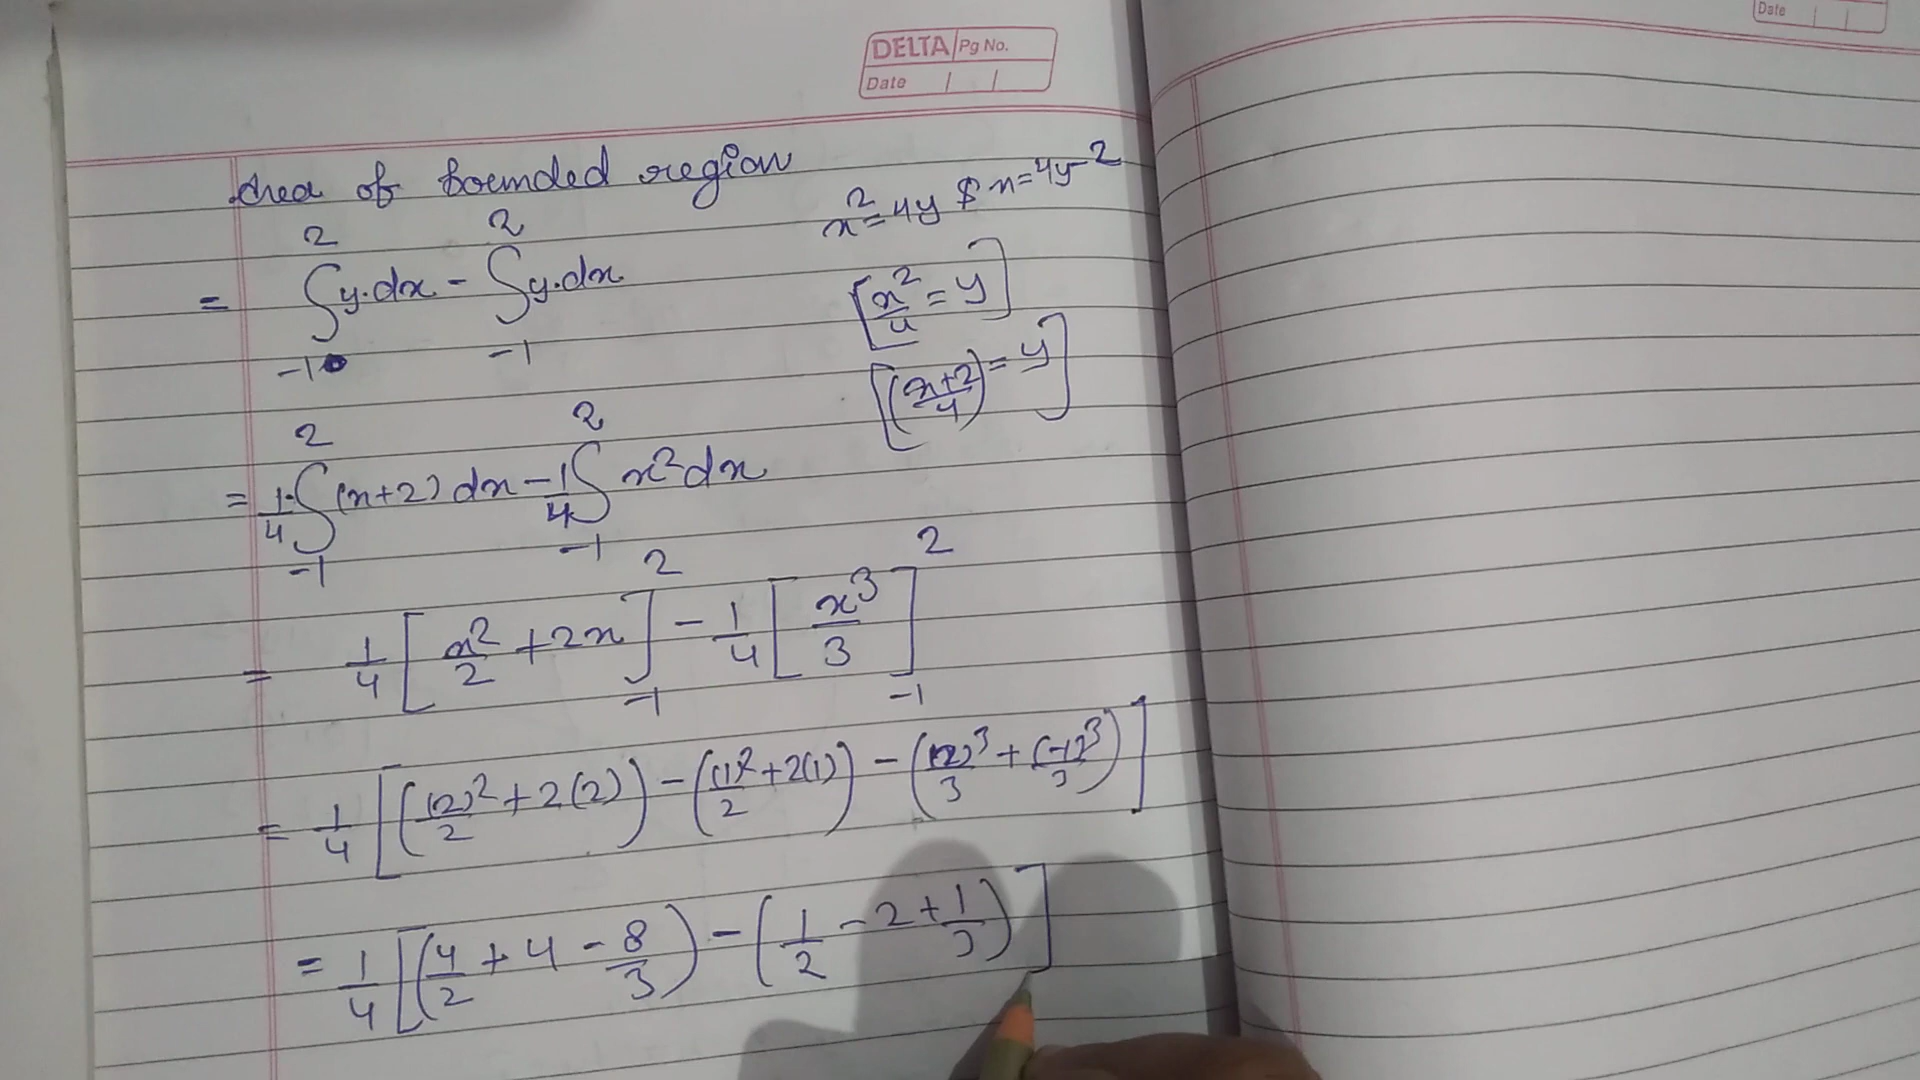 DELTA Pg No.
Date
Date
Area of bounded region
x² = 4y & x = 4y-2
= ∫₋₁² y.dx - ∫₋₁² y.dx
[x²/4 = y]
[(x+2/4) = y]
= 1/4 ∫₋₁² (x+2) dx - 1/4 ∫₋₁² x² dx
= 1/4 [x²/2 + 2x]₋₁² - 1/4 [x³/3]₋₁²
= 1/4 [((2)²/2 + 2(2)) - ((1)²/2 + 2(1)) - ((2)³/3 + (-1)³/3)]
= 1/4 [(4/2 + 4 - 8/3) - (1/2 - 2 + 1/3)]